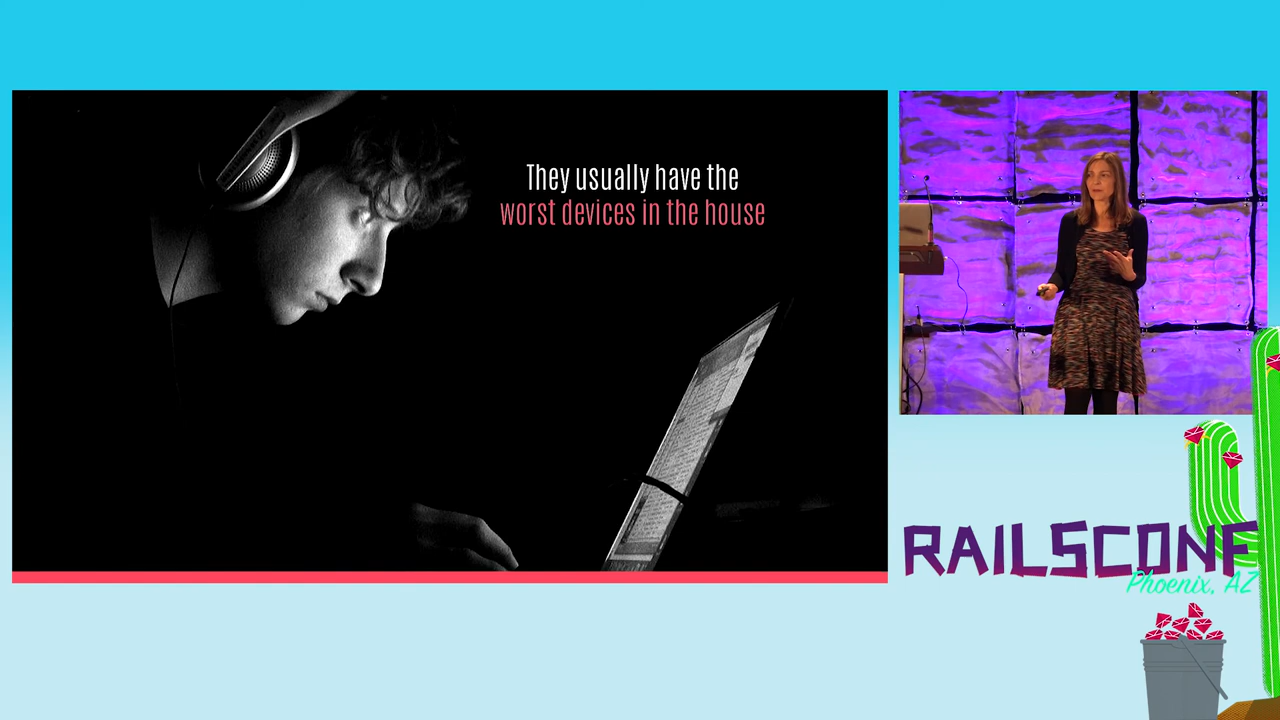 They usually have the
worst devices in the house
RAILSCONF
Phoenix, AZ